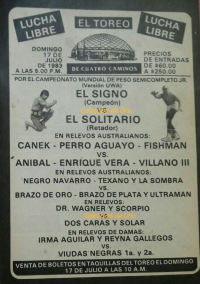 LUCHA
LIBRE
EL TOREO
LUCHA
LIBRE
DOMINGO
17 DE
JULIO
de 1983
A LAS 5.00 P.M.
DE CUATRO CAMINOS
PRECIOS
DE ENTRADAS
DE $60.00
A $250.00
POR EL CAMPEONATO MUNDIAL DE PESO SEMICOMPLETO JR.
(Versión UWA)
EL SIGNO
(Campeón)
VS
EL SOLITARIO
(Retador)
EN RELEVOS AUSTRALIANOS:
CANEK - PERRO AGUAYO - FISHMAN
VS
ANIBAL - ENRIQUE VERA - VILLANO III
EN RELEVOS AUSTRALIANOS:
NEGRO NAVARRO - TEXANO Y LA SOMBRA
vs
BRAZO DE ORO - BRAZO DE PLATA Y ULTRAMAN
EN RELEVOS
DR. WAGNER Y SCORPIO
vs
DOS CARAS Y SOLAR
EN RELEVOS DE DAMAS:
IRMA AGUILAR Y REYNA GALLEGOS
vs
VIUDAS NEGRAS 1a. y 2a.
VENTA DE BOLETOS EN TAQUILLAS DEL TOREO EL DOMINGO
17 DE JULIO A LAS 10 A.M.